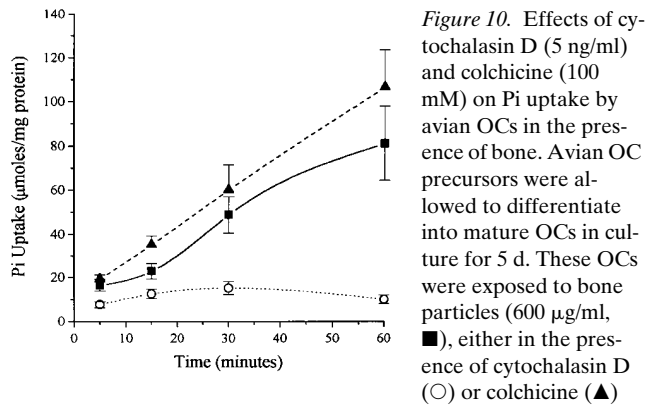 140
120
100
80
60
40
20
0
Pi Uptake (μmoles/mg protein)
0 10 20 30 40 50 60
Time (minutes)
Figure 10. Effects of cy-
tochalasin D (5 ng/ml)
and colchicine (100
mM) on Pi uptake by
avian OCs in the pres-
ence of bone. Avian OC
precursors were al-
lowed to differentiate
into mature OCs in cul-
ture for 5 d. These OCs
were exposed to bone
particles (600 μg/ml,
■), either in the pres-
ence of cytochalasin D
(○) or colchicine (▲)